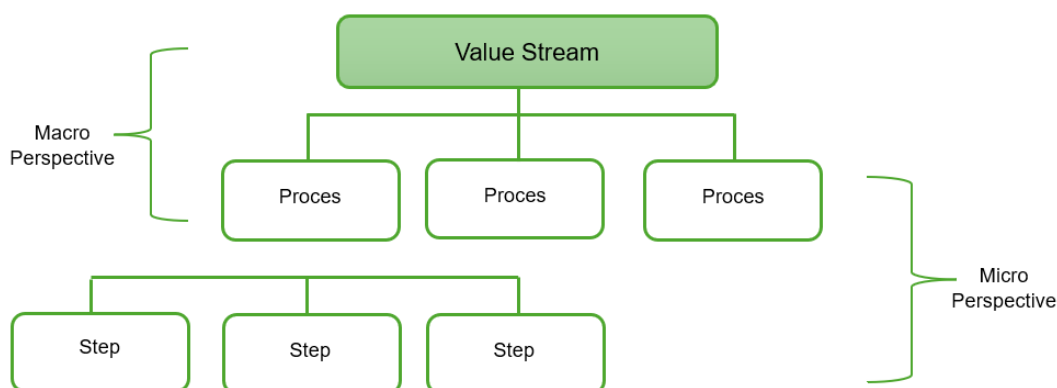 Value Stream
Macro
Perspective
Proces
Proces
Proces
Micro
Perspective
Step
Step
Step